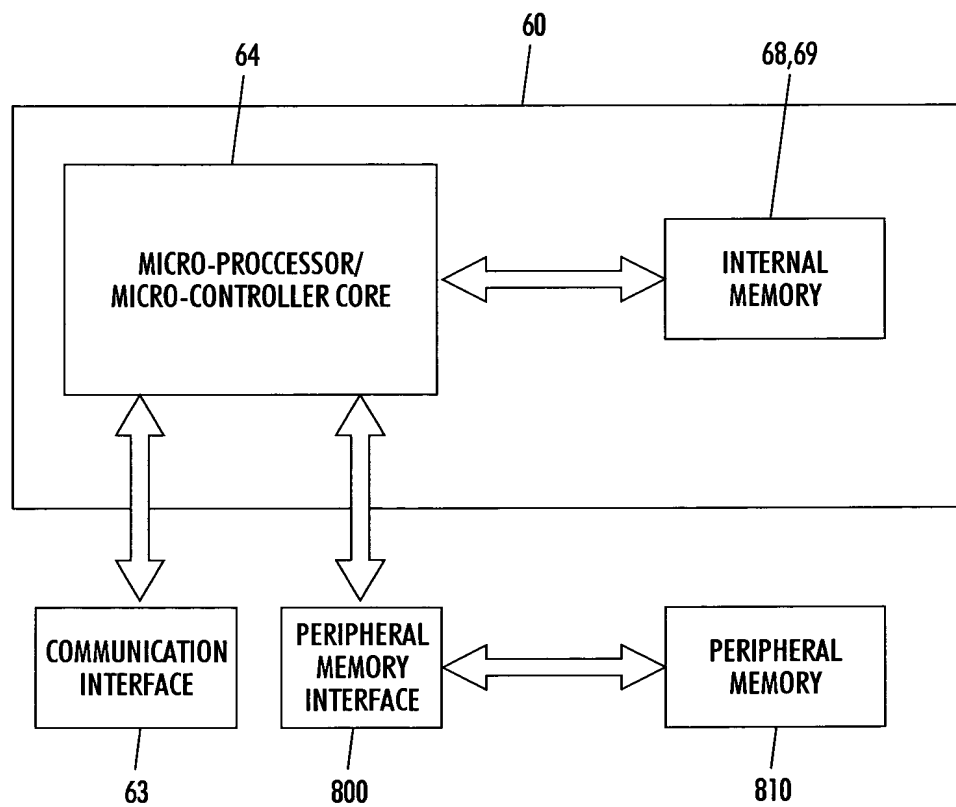 60
64
68,69
MICRO-PROCCESSOR/
MICRO-CONTROLLER CORE
INTERNAL
MEMORY
COMMUNICATION
INTERFACE
PERIPHERAL
MEMORY
INTERFACE
PERIPHERAL
MEMORY
63
800
810